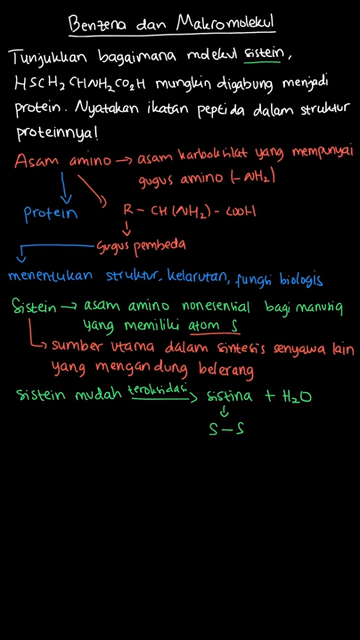 Benzena dan Makromolekul
Tunjukkan bagaimana molekul sistein,
HSCH2CHNH2CO2H mungkin digabung menjadi
protein. Nyatakan ikatan peptida dalam struktur
proteinnya!
Asam amino → asam karboksilat yang mempunyai
gugus amino (-NH2)
protein R - CH(NH2) - COOH
gugus pembeda
menentukan struktur, kelarutan, fungsi biologis
Sistein → asam amino nonesensial bagi manusia
yang memiliki atom S
sumber utama dalam sintesis senyawa lain
yang mengandung belerang
sistein mudah teroksidasi > sistina + H2O
S - S